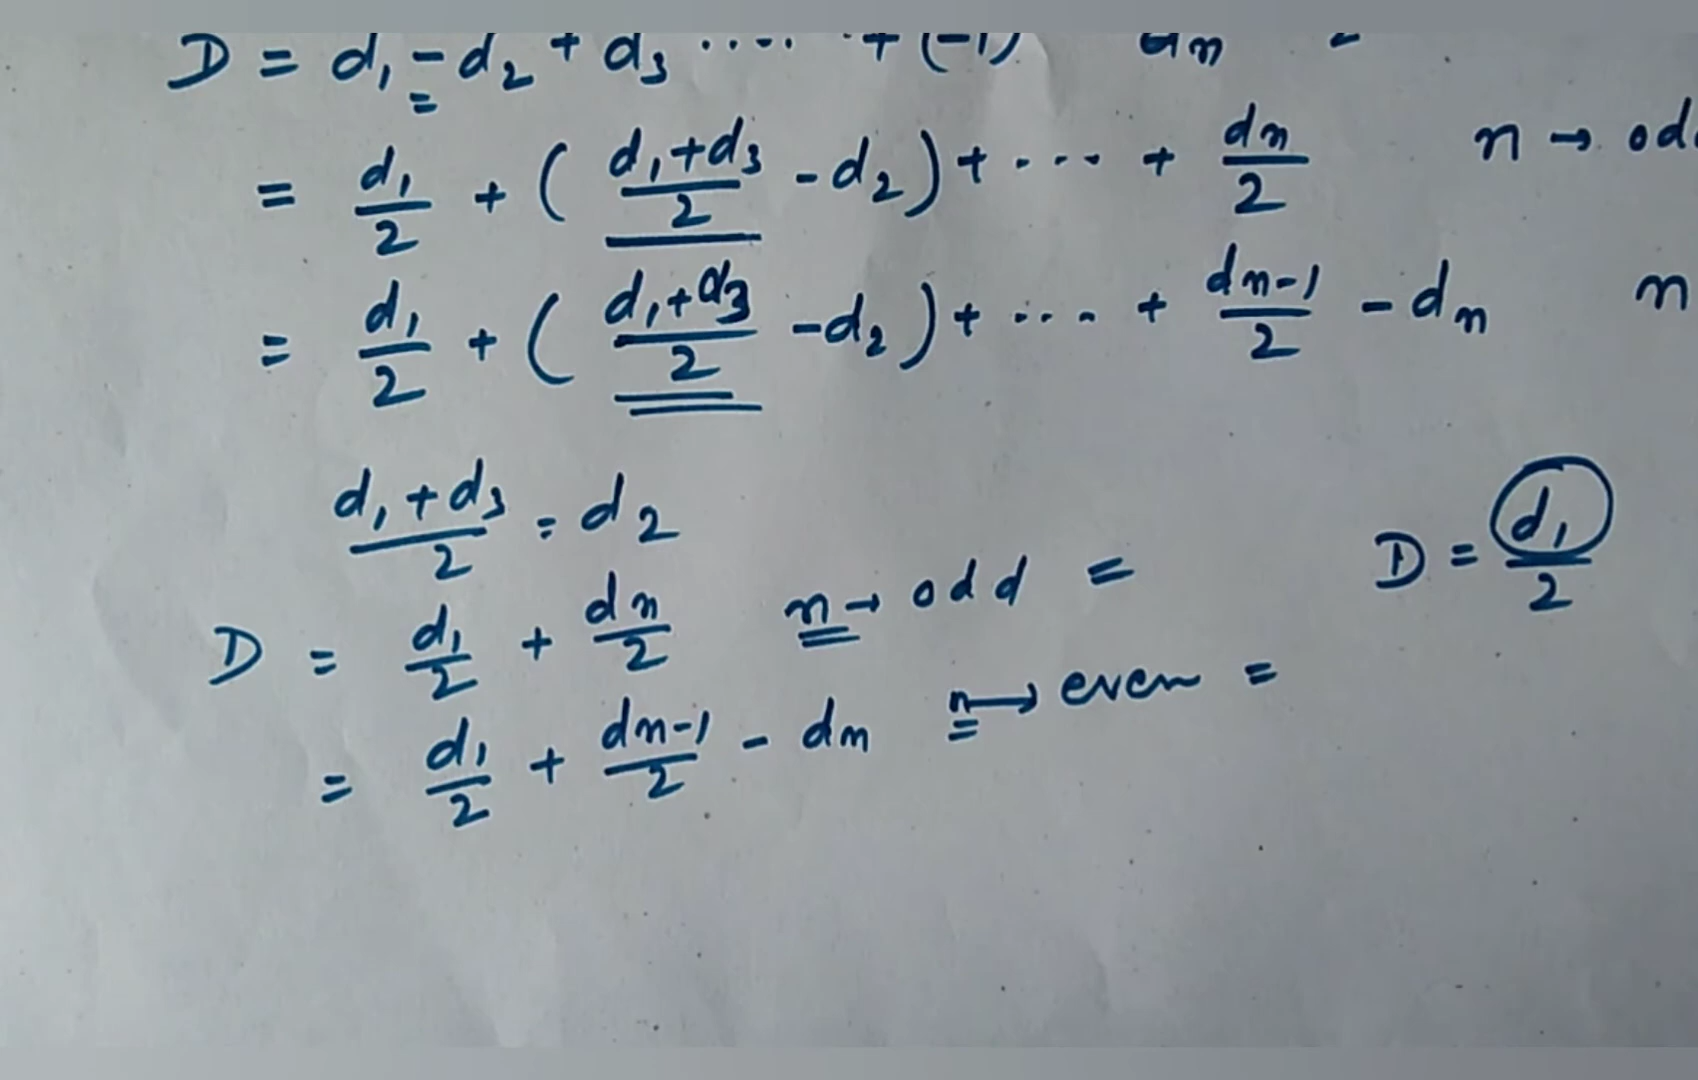 D = d₁ - d₂ + d₃ ..... + (-1) dn =
= d₁/2 + ( (d₁+d₃)/2 - d₂ ) + .... + dn/2 n → od
= d₁/2 + ( (d₁+d₃)/2 - d₂ ) + .... + dn-1/2 - dn n
(d₁+d₃)/2 = d₂
D = d₁/2 + dn/2 n → odd = D = d₁/2
= d₁/2 + dn-1/2 - dn n → even =